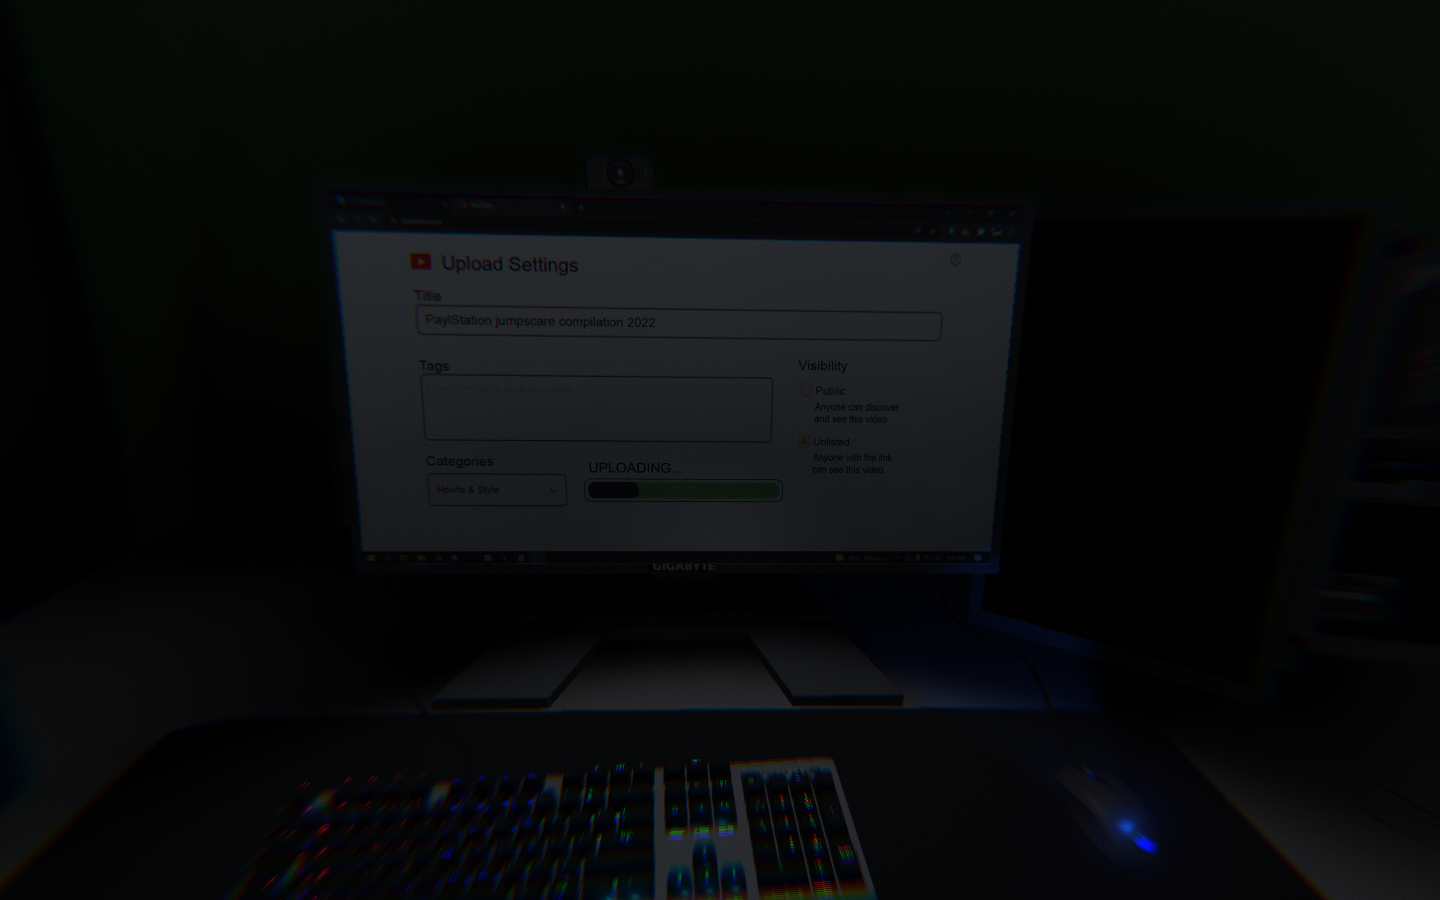 Upload Settings
Title
PaylStation jumpscare compilation 2022
Tags
Visibility
Public
Anyone can discover
and see this video
Unlisted
Anyone with the link
can see this video
Categories
Howto & Style
UPLOADING...
GIGABYTE